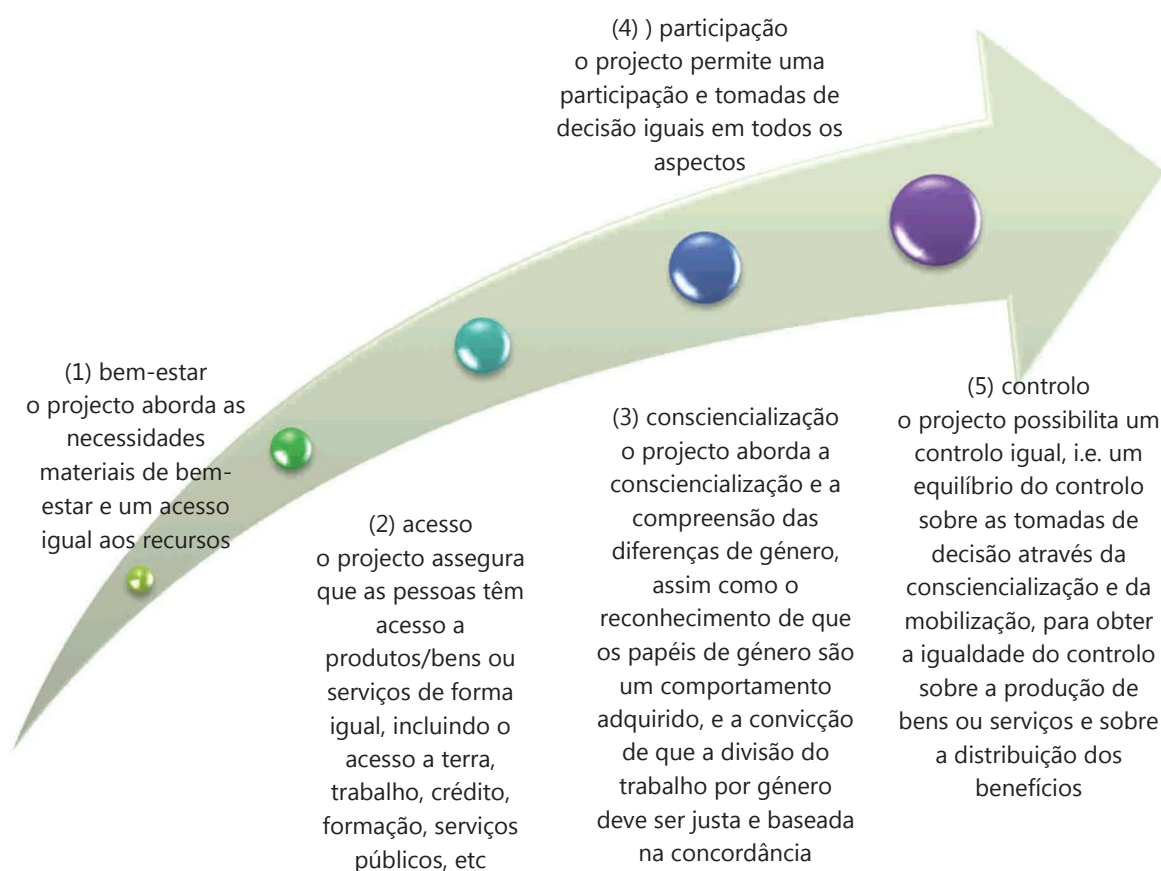 (1) bem-estar
o projecto aborda as
necessidades
materiais de bem-
estar e um acesso
igual aos recursos
(2) acesso
o projecto assegura
que as pessoas têm
acesso a
produtos/bens ou
serviços de forma
igual, incluindo o
acesso a terra,
trabalho, crédito,
formação, serviços
públicos, etc
(3) consciencialização
o projecto aborda a
consciencialização e a
compreensão das
diferenças de género,
assim como o
reconhecimento de que
os papéis de género são
um comportamento
adquirido, e a convicção
de que a divisão do
trabalho por género
deve ser justa e baseada
na concordância
(4) ) participação
o projecto permite uma
participação e tomadas de
decisão iguais em todos os
aspectos
(5) controlo
o projecto possibilita um
controlo igual, i.e. um
equilíbrio do controlo
sobre as tomadas de
decisão através da
consciencialização e da
mobilização, para obter
a igualdade do controlo
sobre a produção de
bens ou serviços e sobre
a distribuição dos
benefícios